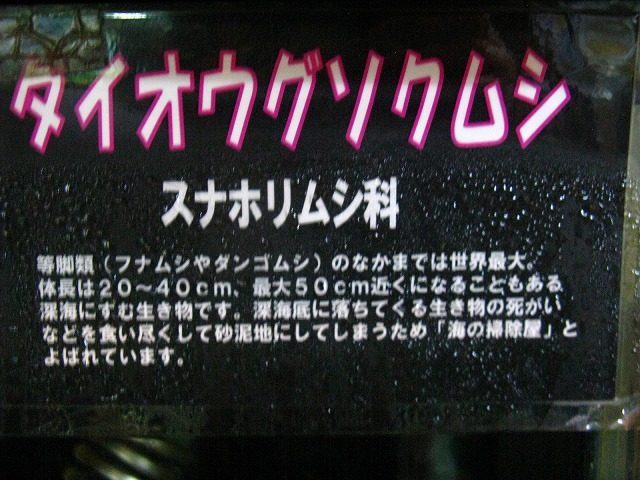 ダイオウグソクムシ
スナホリムシ科
等脚類（フナムシやダンゴムシ）のなかまでは世界最大。
体長は２０～４０ｃｍ、最大５０ｃｍ近くになるこどもある
深海にすむ生き物です。深海底に落ちてくる生き物の死がい
などを食い尽くして砂泥地にしてしまうため「海の掃除屋」と
よばれています。